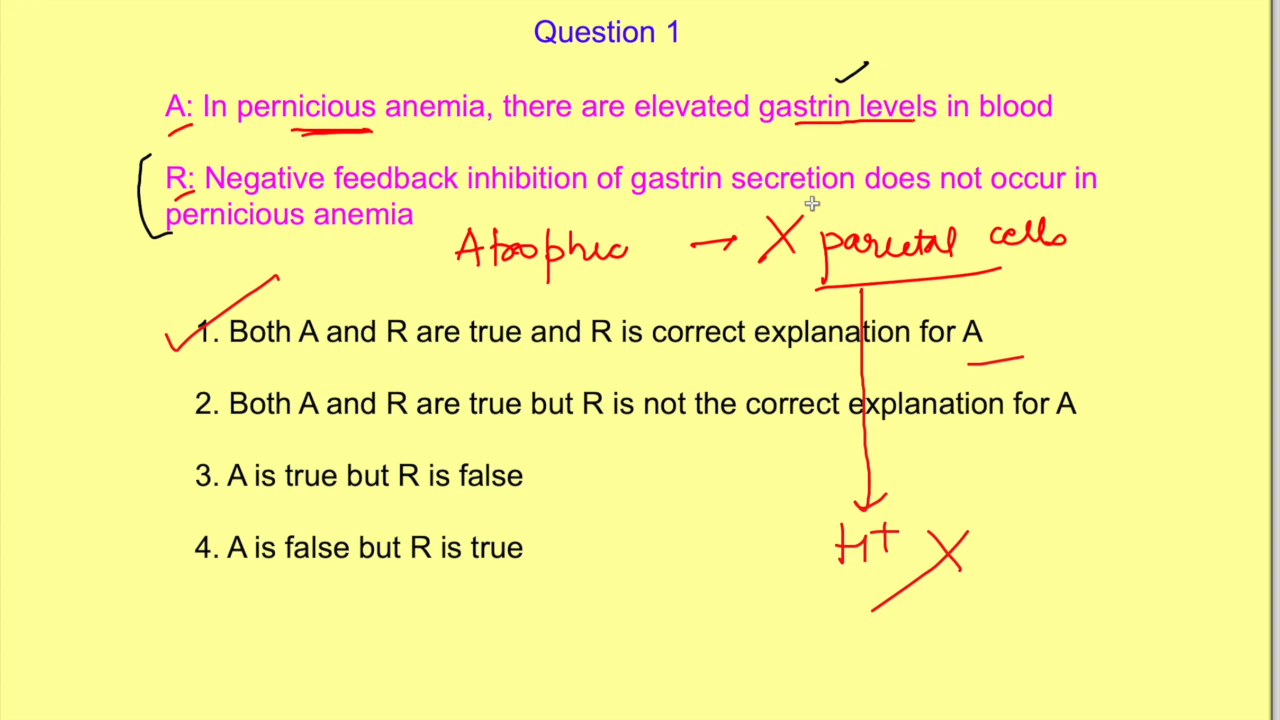 Question 1
A: In pernicious anemia, there are elevated gastrin levels in blood
R: Negative feedback inhibition of gastrin secretion does not occur in
pernicious anemia
Atrophic → X parietal cells
1. Both A and R are true and R is correct explanation for A
2. Both A and R are true but R is not the correct explanation for A
3. A is true but R is false
4. A is false but R is true
H+ X